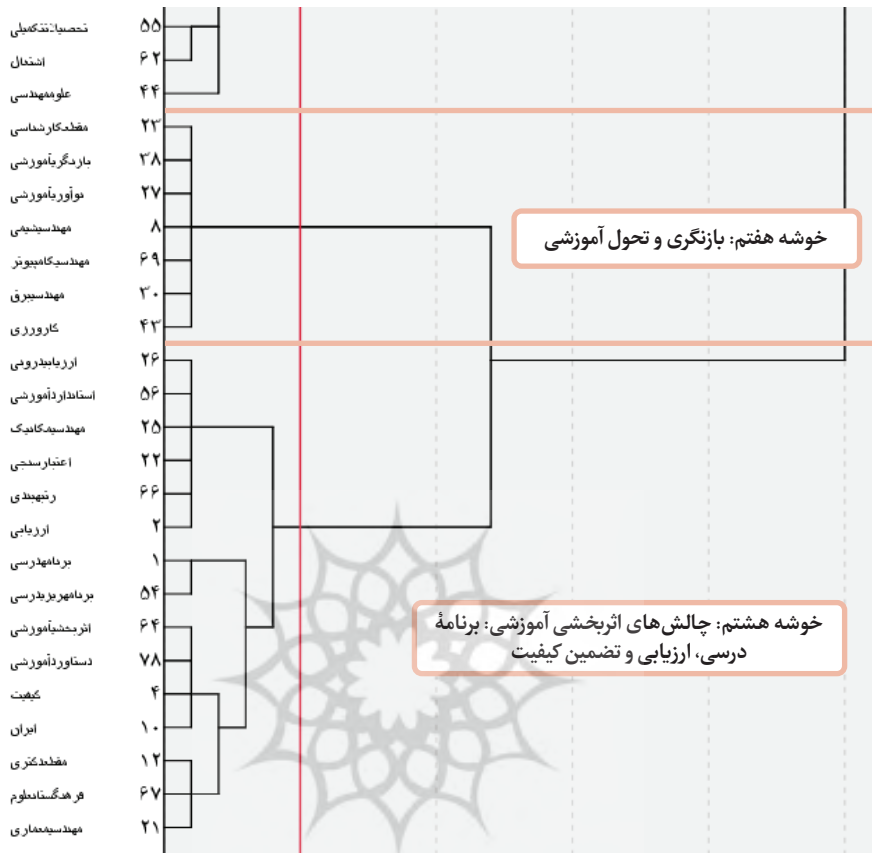 تحصیلاتتکمیلی ۵۵
اشتغال ۶۲
علوممهندسی ۴۴
مقطعکارشناسی ۲۳
بازنگریآموزشی ۳۸
نوآوریآموزشی ۲۷
مهندسیشیمی ۸
مهندسیکامپیوتر ۶۹
مهندسیبرق ۳۰
کارورزی ۴۳
خوشه هفتم: بازنگری و تحول آموزشی
ارزیابیدرونی ۲۶
استانداردآموزشی ۵۶
مهندسیمکانیک ۲۵
اعتبارسنجی ۲۲
رتبهبندی ۶۶
ارزیابی ۲
برنامهدرسی ۱
برنامهریزیدرسی ۵۴
اثربخشیآموزشی ۶۴
دستاوردآموزشی ۷۸
کیفیت ۴
ایران ۱۰
مقطعدکتری ۱۲
فرهنگستانعلوم ۶۷
مهندسیمعماری ۲۱
خوشه هشتم: چالش‌های اثربخشی آموزشی: برنامهٔ
درسی، ارزیابی و تضمین کیفیت